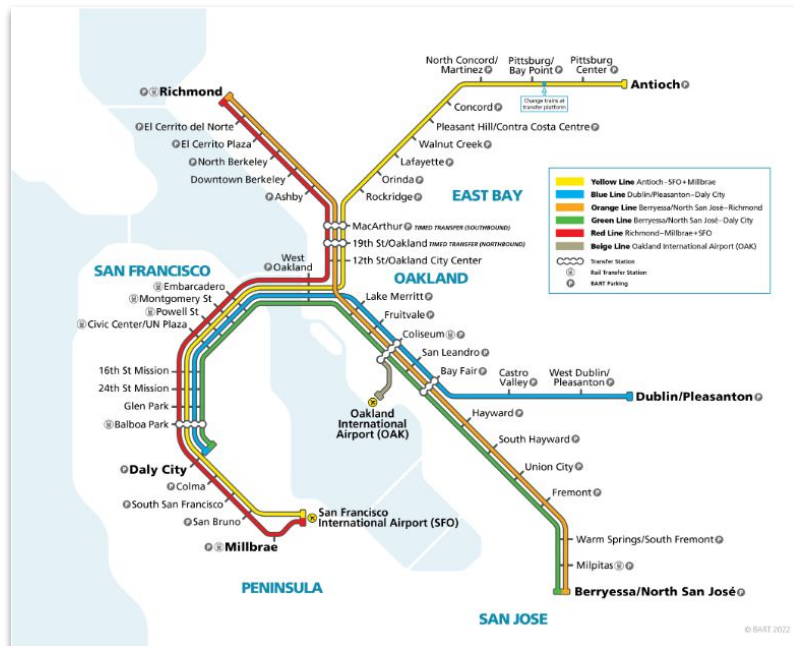 North Concord/
Martinez P
Pittsburg/
Bay Point P
Pittsburg
Center P
Antioch P
Change trains at
transfer platform
P Richmond
Concord P
P El Cerrito del Norte
Pleasant Hill/Contra Costa Centre P
P El Cerrito Plaza
Walnut Creek P
P North Berkeley
Lafayette P
Downtown Berkeley
Orinda P
P Ashby
Rockridge P
EAST BAY
Yellow Line Antioch–SFO+Millbrae
Blue Line Dublin/Pleasanton–Daly City
Orange Line Berryessa/North San José–Richmond
Green Line Berryessa/North San José–Daly City
Red Line Richmond–Millbrae+SFO
Beige Line Oakland International Airport (OAK)
Transfer Station
Rail Transfer Station
P BART Parking
MacArthur P TIMED TRANSFER (SOUTHBOUND)
19th St/Oakland TIMED TRANSFER (NORTHBOUND)
12th St/Oakland City Center
West
P Oakland
SAN FRANCISCO
OAKLAND
Embarcadero
Montgomery St
Powell St
Civic Center/UN Plaza
Lake Merritt P
Fruitvale P
Coliseum P
San Leandro P
Bay Fair P
Castro
Valley P
West Dublin/
Pleasanton P
Dublin/Pleasanton P
16th St Mission
24th St Mission
Glen Park
Balboa Park
Oakland
International
Airport (OAK)
Hayward P
South Hayward P
Union City P
Fremont P
P Daly City
P Colma
P South San Francisco
P San Bruno
San Francisco
International Airport (SFO)
P Millbrae
Warm Springs/South Fremont P
Milpitas P
Berryessa/North San José P
PENINSULA
SAN JOSE
© BART 2022